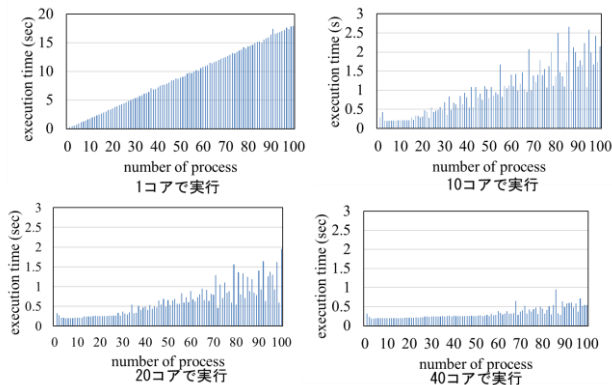 execution time (sec)
20
15
10
5
0
0 10 20 30 40 50 60 70 80 90 100
number of process
1コアで実行
execution time (s)
3
2.5
2
1.5
1
0.5
0
0 10 20 30 40 50 60 70 80 90 100
number of process
10コアで実行
execution time (sec)
3
2.5
2
1.5
1
0.5
0
0 10 20 30 40 50 60 70 80 90 100
number of process
20コアで実行
execution time (sec)
3
2.5
2
1.5
1
0.5
0
0 10 20 30 40 50 60 70 80 90 100
number of process
40コアで実行